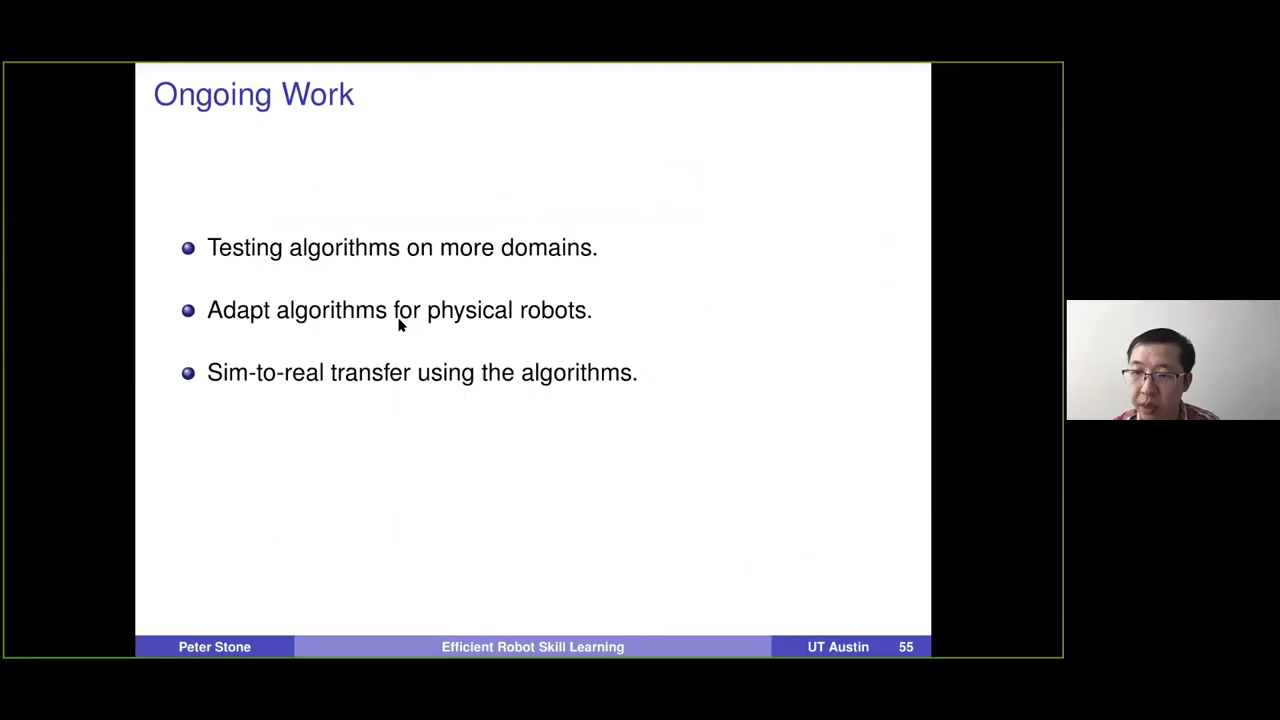 Ongoing Work
Testing algorithms on more domains.
Adapt algorithms for physical robots.
Sim-to-real transfer using the algorithms.
Peter Stone Efficient Robot Skill Learning UT Austin 55